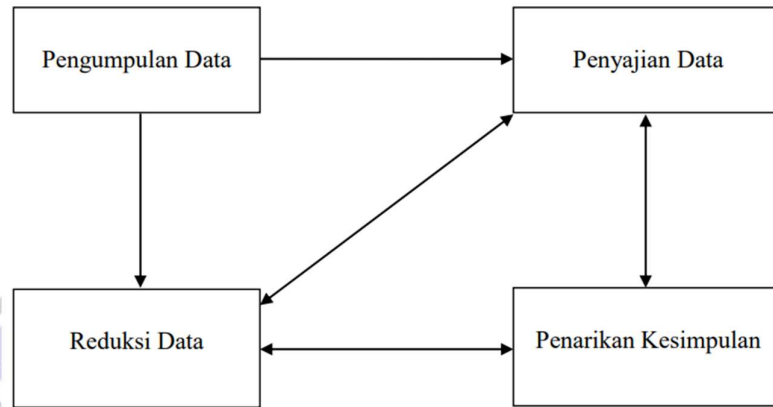 Pengumpulan Data
Penyajian Data
Reduksi Data
Penarikan Kesimpulan